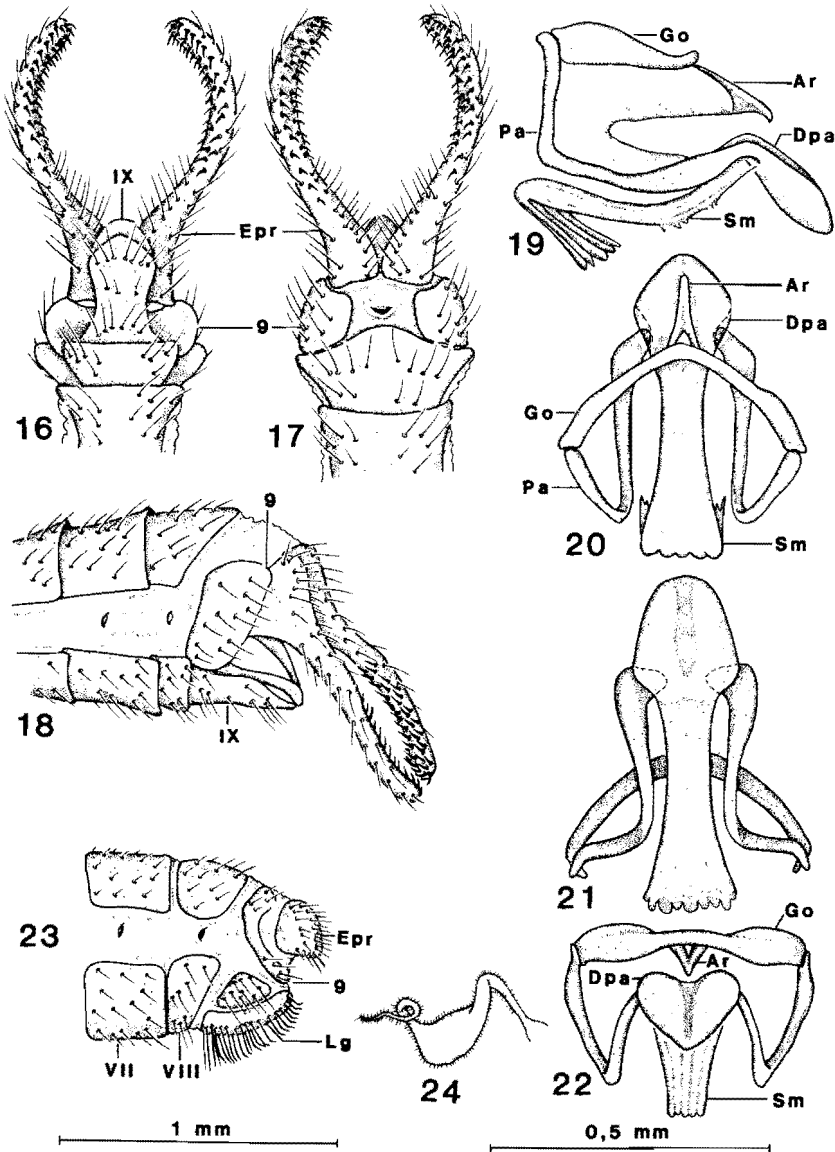 IX
Epr
9
16
17
Go
Ar
Pa
Dpa
Sm
19
Ar
Dpa
Go
Pa
Sm
20
9
IX
18
21
23
Epr
9
Lg
VII
VIII
24
Go
Ar
Dpa
Sm
22
1 mm
0,5 mm